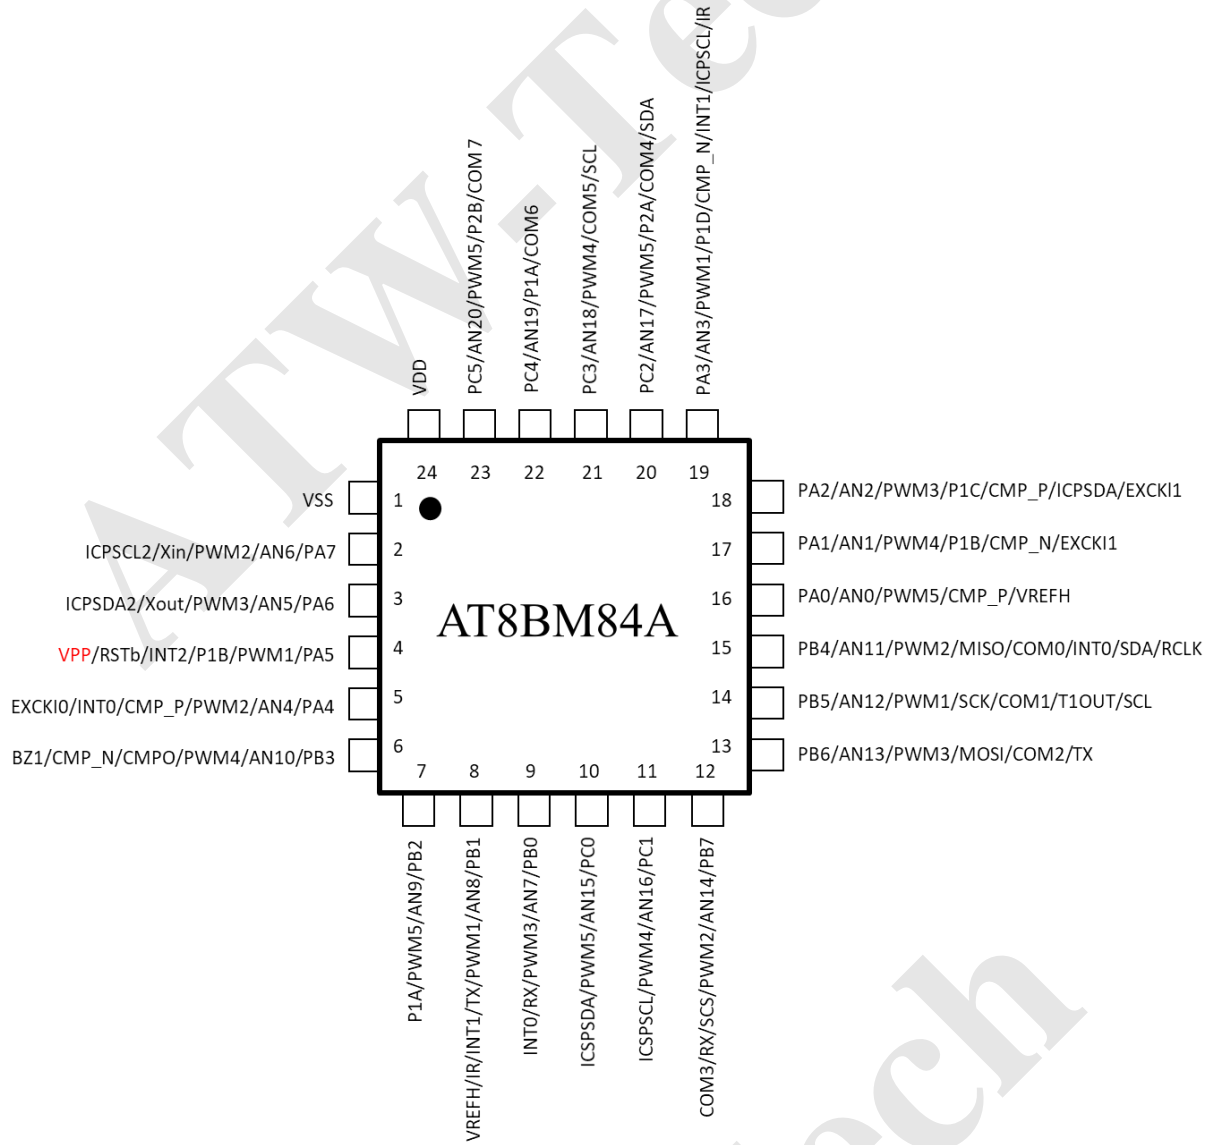 ATW-Tech
PC5/AN20/PWM5/P2B/COM7
PC4/AN19/P1A/COM6
PC3/AN18/PWM4/COM5/SCL
PC2/AN17/PWM5/P2A/COM4/SDA
PA3/AN3/PWM1/P1D/CMP_N/INT1/ICPSCL/IR
VDD
24 23 22 21 20 19
VSS 1
18 PA2/AN2/PWM3/P1C/CMP_P/ICPSDA/EXCKl1
ICPSCL2/Xin/PWM2/AN6/PA7 2
17 PA1/AN1/PWM4/P1B/CMP_N/EXCKI1
ICPSDA2/Xout/PWM3/AN5/PA6 3
16 PA0/AN0/PWM5/CMP_P/VREFH
AT8BM84A
VPP/RSTb/INT2/P1B/PWM1/PA5 4
15 PB4/AN11/PWM2/MISO/COM0/INT0/SDA/RCLK
EXCKI0/INT0/CMP_P/PWM2/AN4/PA4 5
14 PB5/AN12/PWM1/SCK/COM1/T1OUT/SCL
BZ1/CMP_N/CMPO/PWM4/AN10/PB3 6
13 PB6/AN13/PWM3/MOSI/COM2/TX
7 8 9 10 11 12
P1A/PWM5/AN9/PB2
VREFH/IR/INT1/TX/PWM1/AN8/PB1
INT0/RX/PWM3/AN7/PB0
ICSPSDA/PWM5/AN15/PC0
ICSPSCL/PWM4/AN16/PC1
COM3/RX/SCS/PWM2/AN14/PB7
ech